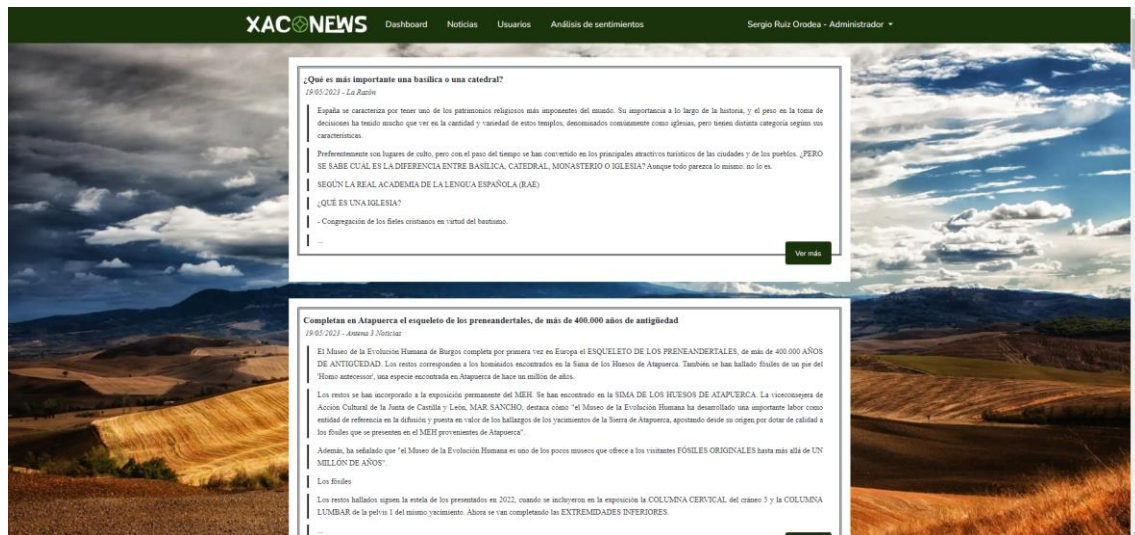 XACONEWS Dashboard Noticias Usuarios Análisis de sentimientos Sergio Ruiz Orodea - Administrador
¿Qué es más importante una basílica o una catedral?
19/05/2023 - La Razón
España se caracteriza por tener uno de los patrimonios religiosos más imponentes del mundo. Su importancia a lo largo de la historia, y el peso en la toma de
decisiones ha tenido mucho que ver en la cantidad y variedad de estos templos, denominados comúnmente como iglesias, pero tienen distinta categoría según sus
características.
Preferentemente son lugares de culto, pero con el paso del tiempo se han convertido en los principales atractivos turísticos de las ciudades y de los pueblos. ¿PERO
SE SABE CUÁL ES LA DIFERENCIA ENTRE BASÍLICA, CATEDRAL, MONASTERIO O IGLESIA? Aunque todo parezca lo mismo, no lo es.
SEGÚN LA REAL ACADEMIA DE LA LENGUA ESPAÑOLA (RAE)
¿QUÉ ES UNA IGLESIA?
- Congregación de los fieles cristianos en virtud del bautismo.
...
Ver más
Completan en Atapuerca el esqueleto de los preneandertales, de más de 400.000 años de antigüedad
19/05/2023 - Antena 3 Noticias
El Museo de la Evolución Humana de Burgos completa por primera vez en Europa el ESQUELETO DE LOS PRENEANDERTALES, de más de 400.000 AÑOS
DE ANTIGÜEDAD. Los restos corresponden a los homínidos encontrados en la Sima de los Huesos de Atapuerca. También se han hallado fósiles de un pie del
'Homo antecessor', una especie encontrada en Atapuerca de hace un millón de años.
Los restos se han incorporado a la exposición permanente del MEH. Se han encontrado en la SIMA DE LOS HUESOS DE ATAPUERCA. La viceconsejera de
Acción Cultural de la Junta de Castilla y León, MAR SANCHO, destaca cómo "el Museo de la Evolución Humana ha desarrollado una importante labor como
entidad de referencia en la difusión y puesta en valor de los hallazgos de los yacimientos de la Sierra de Atapuerca, apostando desde su origen por dotar de calidad a
los fósiles que se presenten en el MEH provenientes de Atapuerca".
Además, ha señalado que "el Museo de la Evolución Humana es uno de los pocos museos que ofrece a los visitantes FÓSILES ORIGINALES hasta más allá de UN
MILLÓN DE AÑOS".
Los fósiles
Los restos hallados siguen la estela de los presentados en 2022, cuando se incluyeron en la exposición la COLUMNA CERVICAL del cráneo 5 y la COLUMNA
LUMBAR de la pelvis 1 del mismo yacimiento. Ahora se van completando las EXTREMIDADES INFERIORES.
...